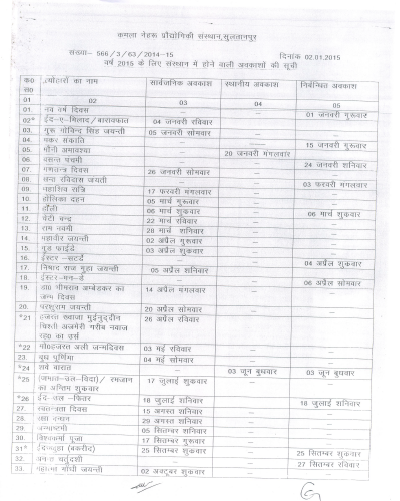 कमला नेहरू प्रौद्योगिकी संस्थान, सुलतानपुर
संख्या– 566/3/63/2014-15 दिनांक 02.01.2015
वर्ष 2015 के लिए संस्थान में होने वाली अवकाशों की सूची
क्र0 सं0 त्योहारों का नाम सार्वजनिक अवकाश स्थानीय अवकाश निर्बन्धित अवकाश
01 02 03 04 05
01. नव वर्ष दिवस – – 01 जनवरी गुरूवार
02* ईद-ए-मिलाद/बारावफात 04 जनवरी रविवार – –
03. गुरू गोविन्द सिंह जयन्ती 05 जनवरी सोमवार – –
04. मकर संक्रांति – – 15 जनवरी गुरूवार
05. मौनी अमावश्या – 20 जनवरी मंगलवार –
06. वसन्त पंचमी – – 24 जनवरी शनिवार
07. गणतन्त्र दिवस 26 जनवरी सोमवार – –
08. सन्त रविदास जयंती – – 03 फरवरी मंगलवार
09. महाशिव रात्रि 17 फरवरी मंगलवार – –
10. होलिका दहन 05 मार्च गुरूवार – –
11. होली 06 मार्च शुक्रवार – 06 मार्च शुक्रवार
12. चेटी चन्द 22 मार्च रविवार – –
13. राम नवमी 28 मार्च शनिवार – –
14. महावीर जयन्ती 02 अप्रैल गुरूवार – –
15. गुड फ्राईडे 03 अप्रैल शुक्रवार – –
16. ईस्टर –सटर्डे – – 04 अप्रैल शनिवार
17. निषाद राज गुहा जयन्ती 05 अप्रैल शनिवार – –
18. ईस्टर-मन-डे – – 06 अप्रैल सोमवार
19. डा0 भीमराव अम्बेडकर का जन्म दिवस 14 अप्रैल मंगलवार – –
20. परशुराम जयन्ती 20 अप्रैल सोमवार – –
*21 हजरत ख्वाजा मुईनुद्दीन चिश्ती अजमेरी गरीब नवाज रह0 का उर्स 26 अप्रैल रविवार – –
*22 मो0हजरत अली जन्मदिवस 03 मई रविवार – –
23. बुध पूर्णिमा 04 मई सोमवार – –
*24 शबे बारात – 03 जून बुधवार 03 जून बुधवार
*25 (जमात-उल-विदा)/ रमजान का अन्तिम शुक्रवार 17 जुलाई शुक्रवार – –
*26 ईद-उल –फितर 18 जुलाई शनिवार – 18 जुलाई शनिवार
27. स्वतन्त्रता दिवस 15 अगस्त शनिवार – –
28. रक्षा बन्धन 29 अगस्त शनिवार – –
29. जन्माष्टमी 05 सितम्बर शनिवार – –
30. विश्वकर्मा पूजा 17 सितम्बर गुरूवार – –
31* ईदुज्जुहा (बकरीद) 25 सितम्बर शुक्रवार – 25 सितम्बर शुक्रवार
32. अनन्त चतुर्दशी – – 27 सितम्बर रविवार
33. महात्मा गाँधी जयन्ती 02 अक्टूबर शुक्रवार – –